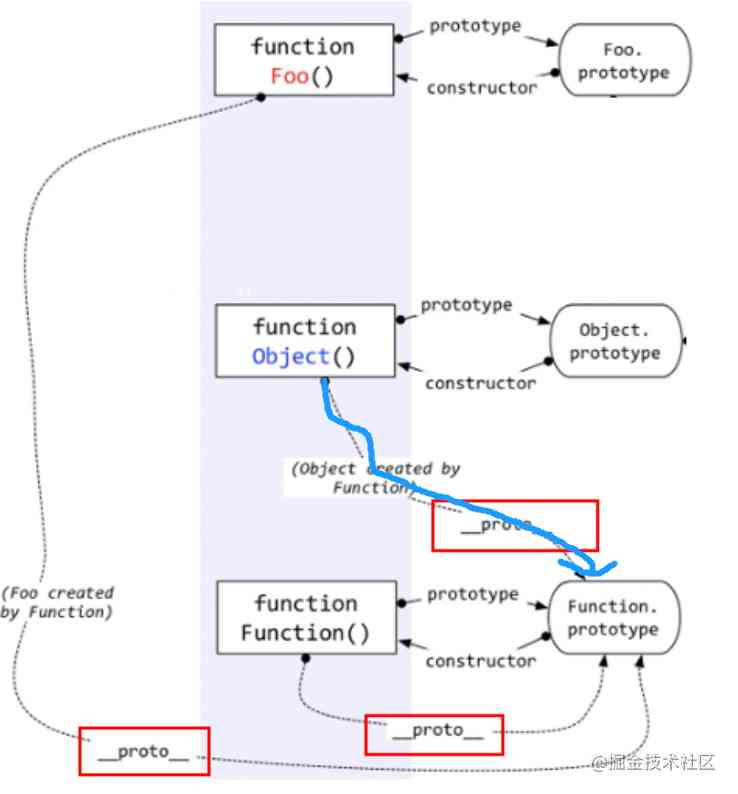 function
Foo()
prototype
constructor
Foo.
prototype
function
Object()
prototype
constructor
Object.
prototype
(Object created by
Function)
__proto__
function
Function()
prototype
constructor
Function.
prototype
(Foo created
by Function)
__proto__
__proto__
@掘金技术社区